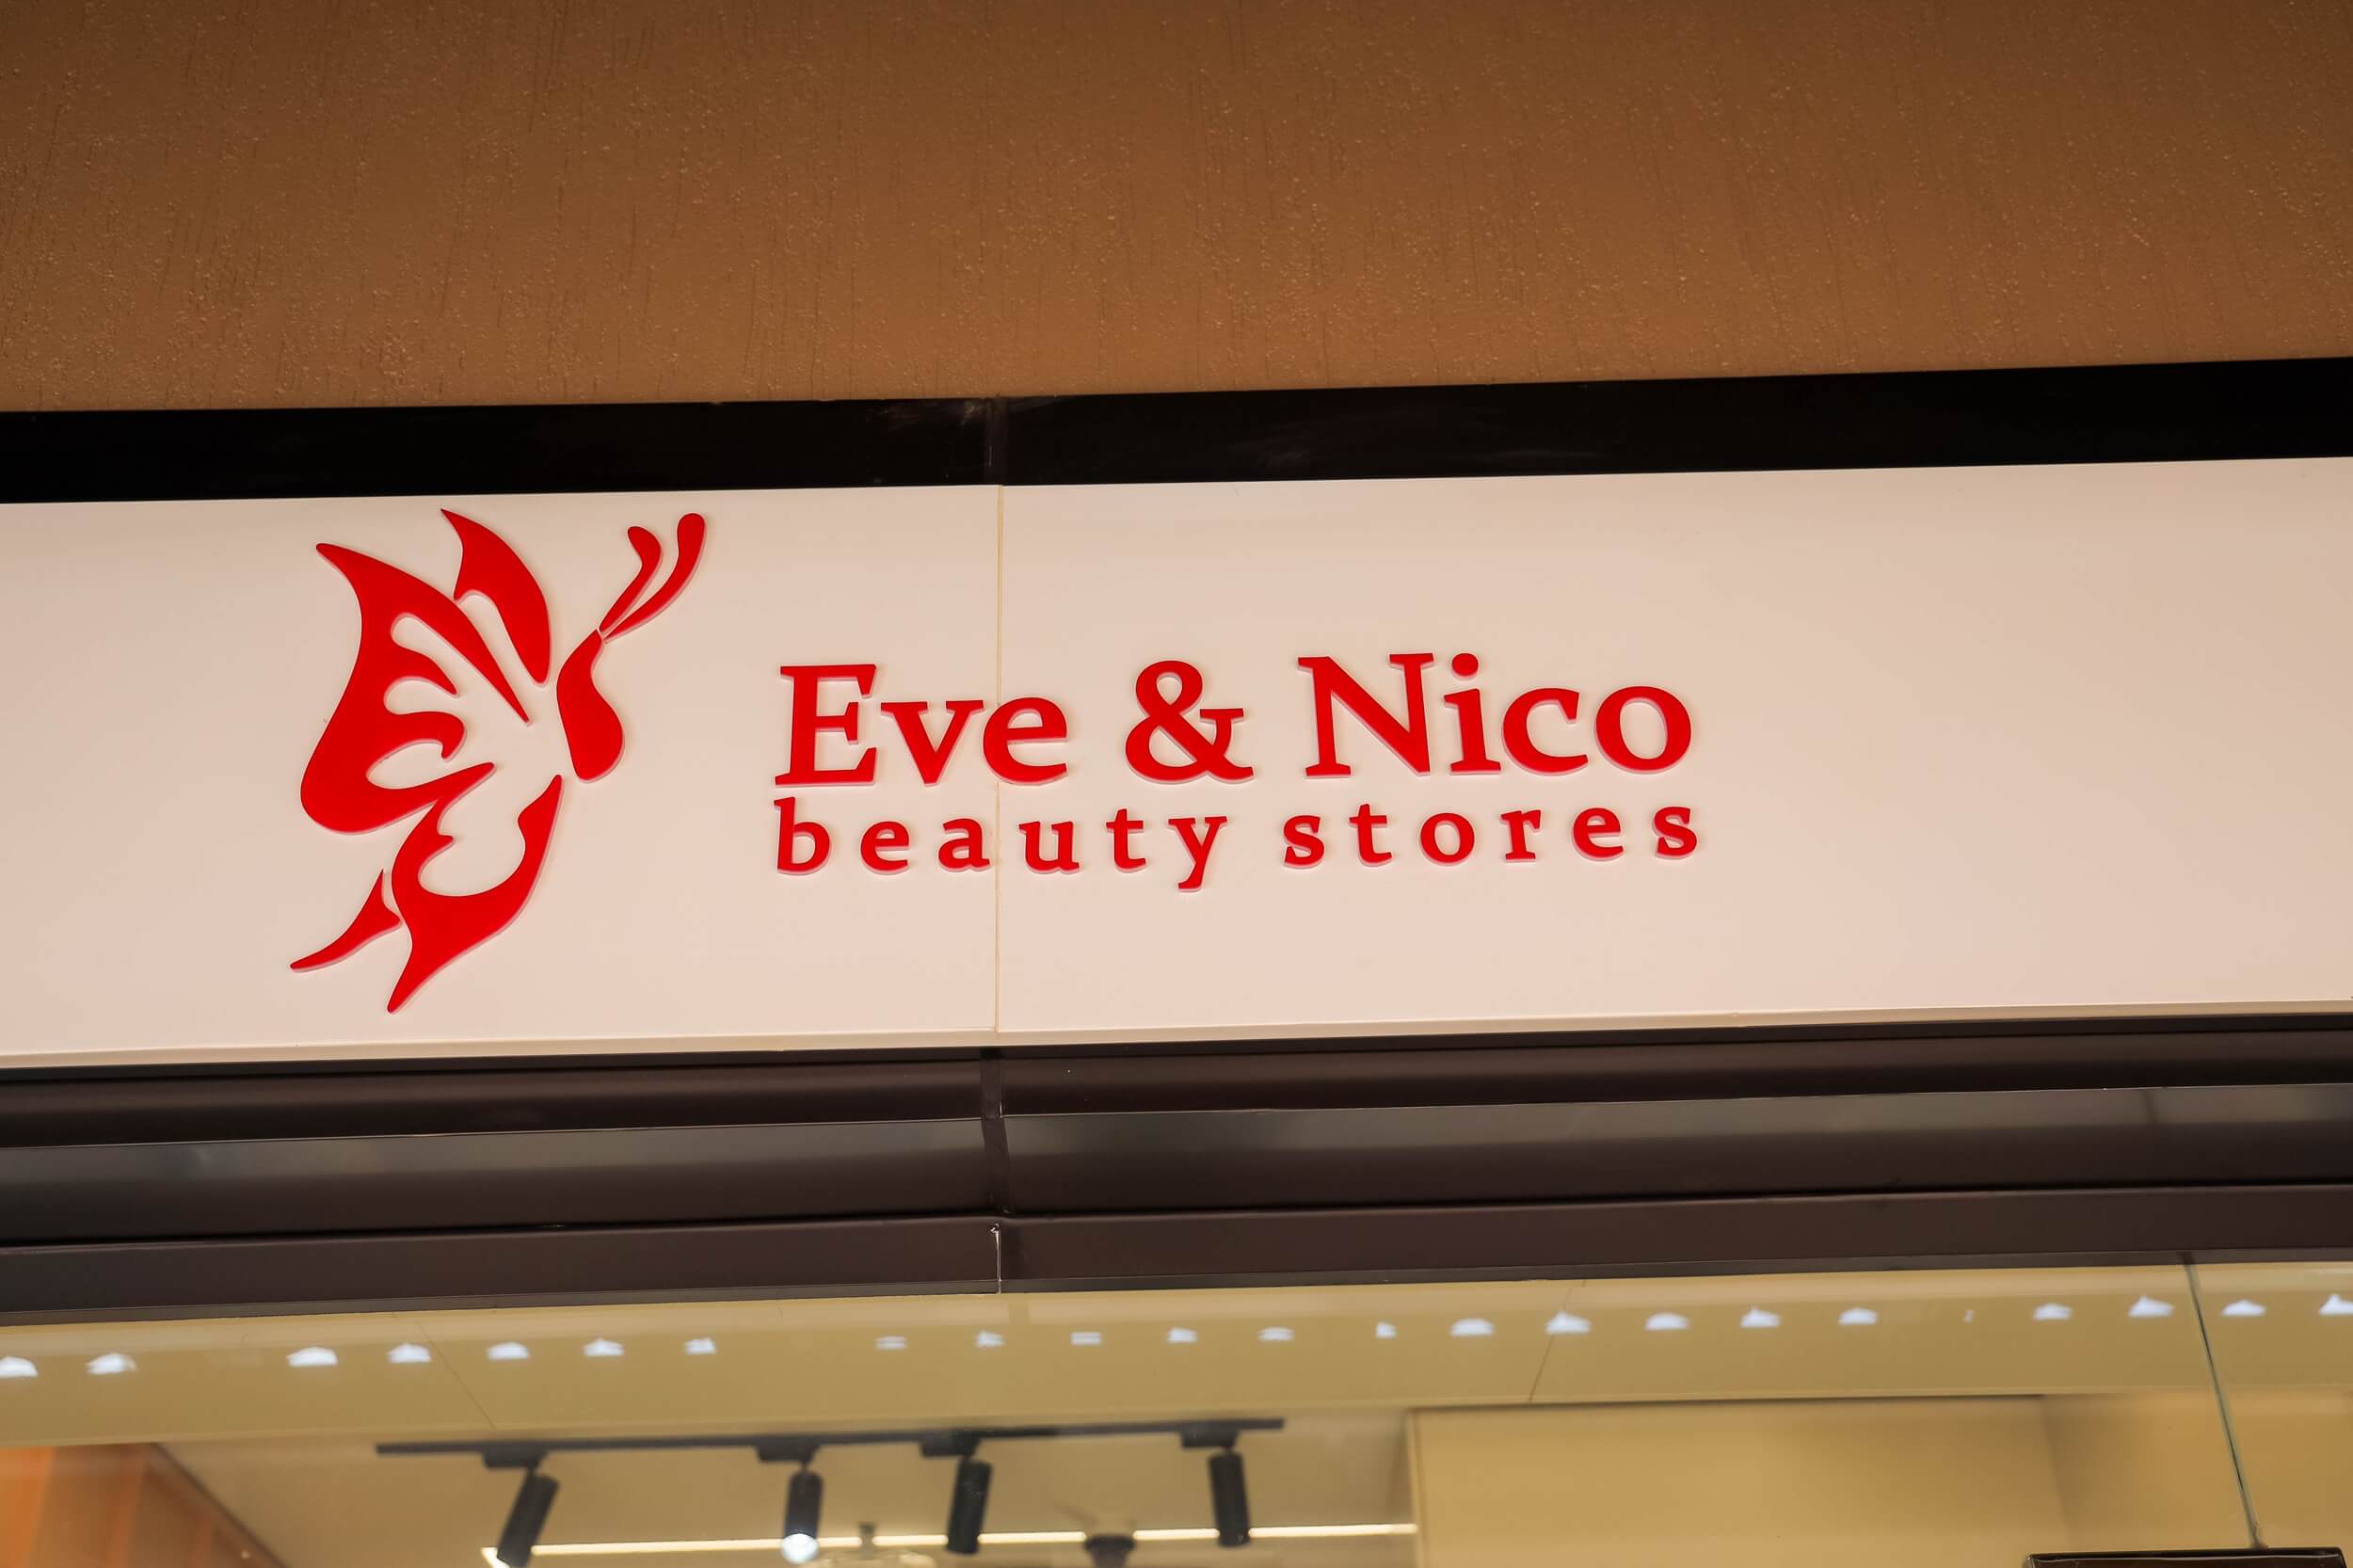 Eve & Nico
beauty stores